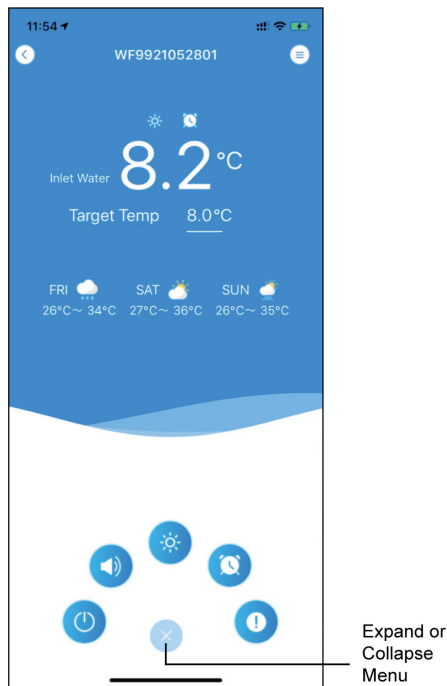 11:54
WF9921052801
Inlet Water 8.2°C
Target Temp 8.0°C
FRI SAT SUN
26°C~ 34°C 27°C~ 36°C 26°C~ 35°C
Expand or
Collapse
Menu